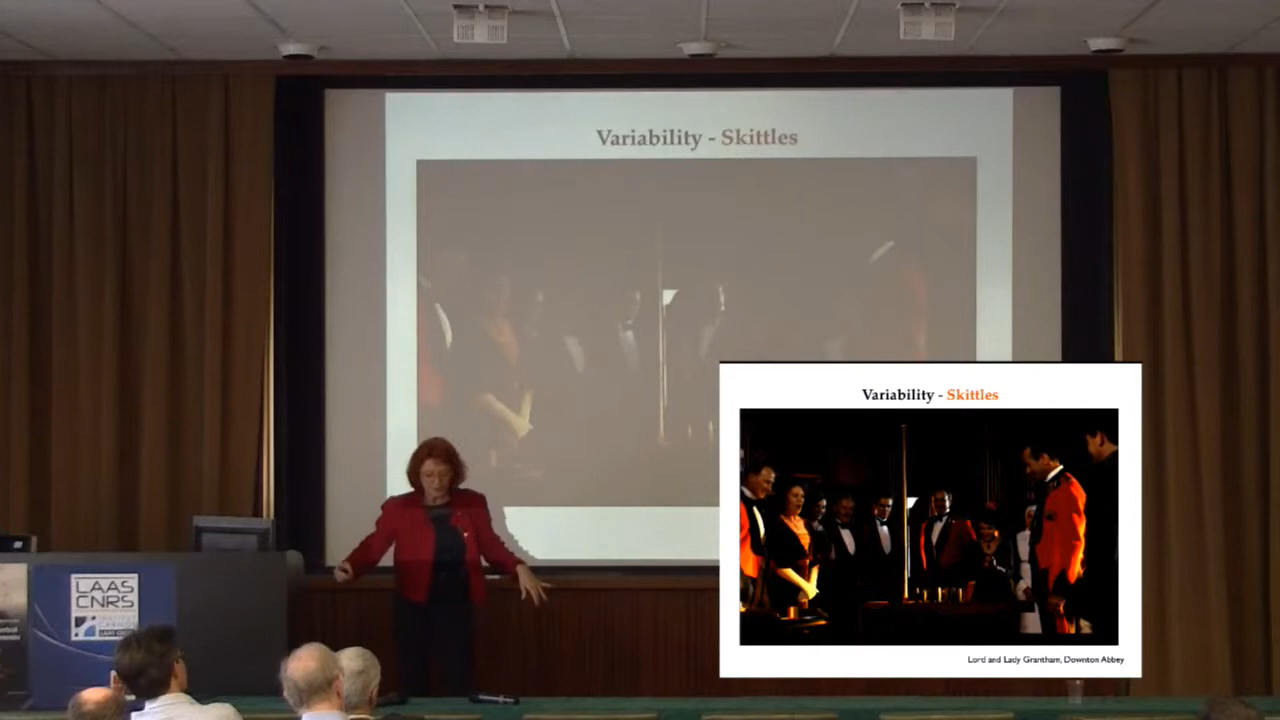 Variability - Skittles
Variability - Skittles
Lord and Lady Grantham, Downton Abbey
LAAS
CNRS